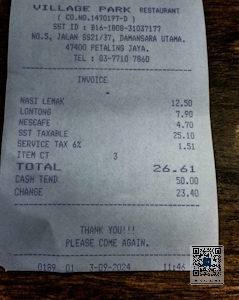 VILLAGE PARK RESTAURANT
( CO.NO.1470197-D )
SST ID : B16-1808-31037177
NO.5, JALAN SS21/37, DAMANSARA UTAMA.
47400 PETALING JAYA.
TEL : 03-7710 7860
INVOICE
NASI LEMAK 12.50
LONTONG 7.90
NESCAFE 4.70
SST TAXABLE 25.10
SERVICE TAX 6% 1.51
ITEM CT 3
TOTAL 26.61
CASH TEND 50.00
CHANGE 23.40
THANK YOU!!!
PLEASE COME AGAIN.
0189 01 3-09-2024 11:46